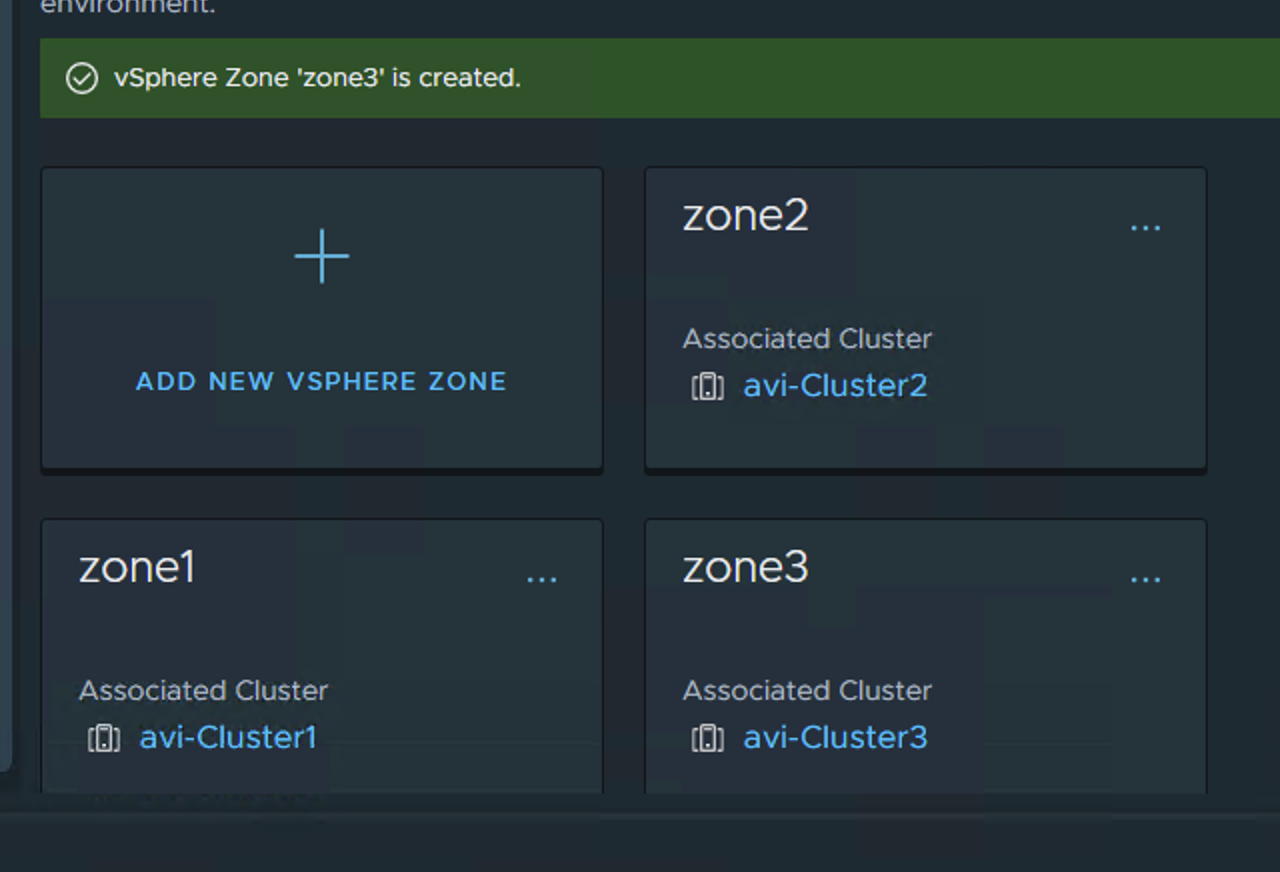 environment.
vSphere Zone 'zone3' is created.
ADD NEW VSPHERE ZONE
zone2
...
Associated Cluster
avi-Cluster2
zone1
...
Associated Cluster
avi-Cluster1
zone3
...
Associated Cluster
avi-Cluster3